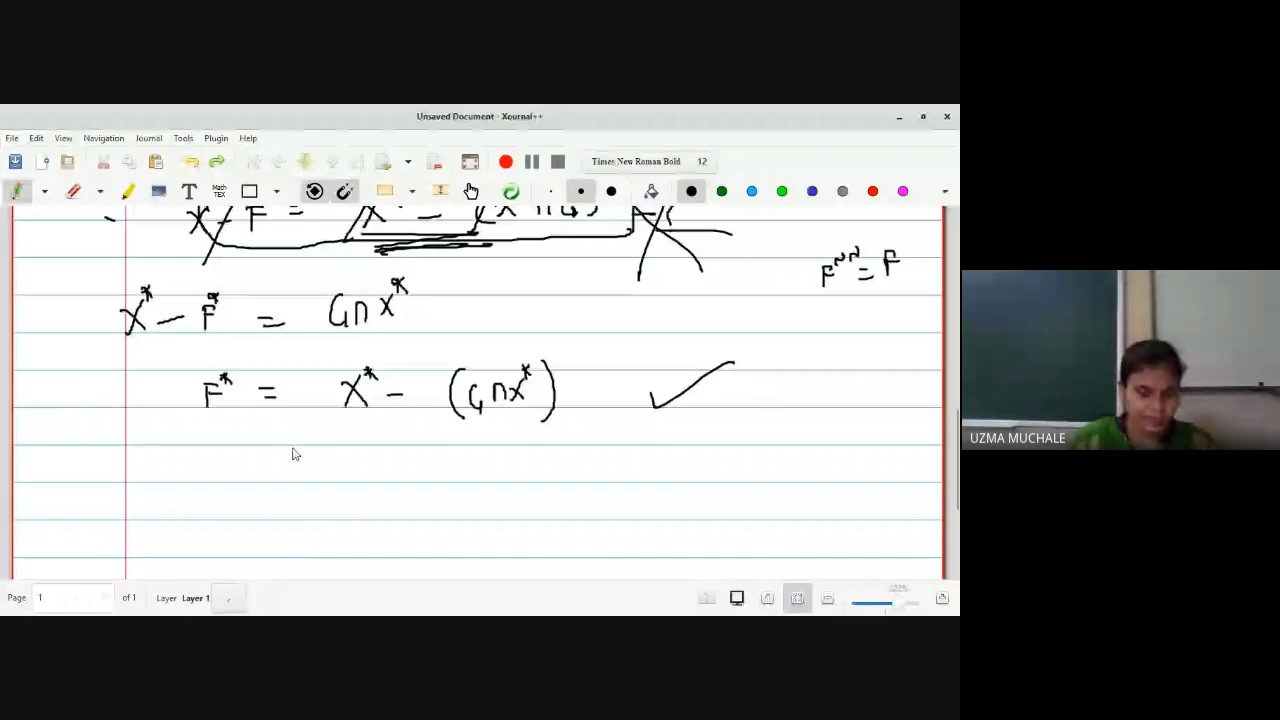 Unsaved Document - Xournal++
File Edit View Navigation Journal Tools Plugin Help
Times New Roman Bold 12
X - F =
F^{~~} = F
X* - F* = G ∩ X*
F* = X* - (G ∩ X*)
UZMA MUCHALE
Page 1 of 1 Layer Layer 1